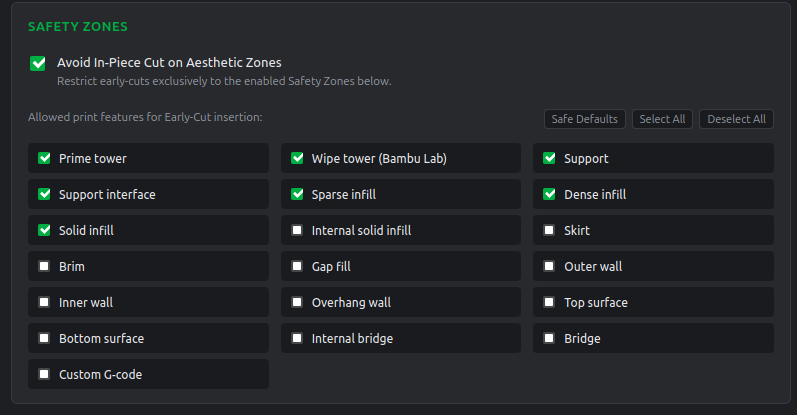 SAFETY ZONES
Avoid In-Piece Cut on Aesthetic Zones
Restrict early-cuts exclusively to the enabled Safety Zones below.
Allowed print features for Early-Cut insertion: Safe Defaults Select All Deselect All
Prime tower Wipe tower (Bambu Lab) Support
Support interface Sparse infill Dense infill
Solid infill Internal solid infill Skirt
Brim Gap fill Outer wall
Inner wall Overhang wall Top surface
Bottom surface Internal bridge Bridge
Custom G-code